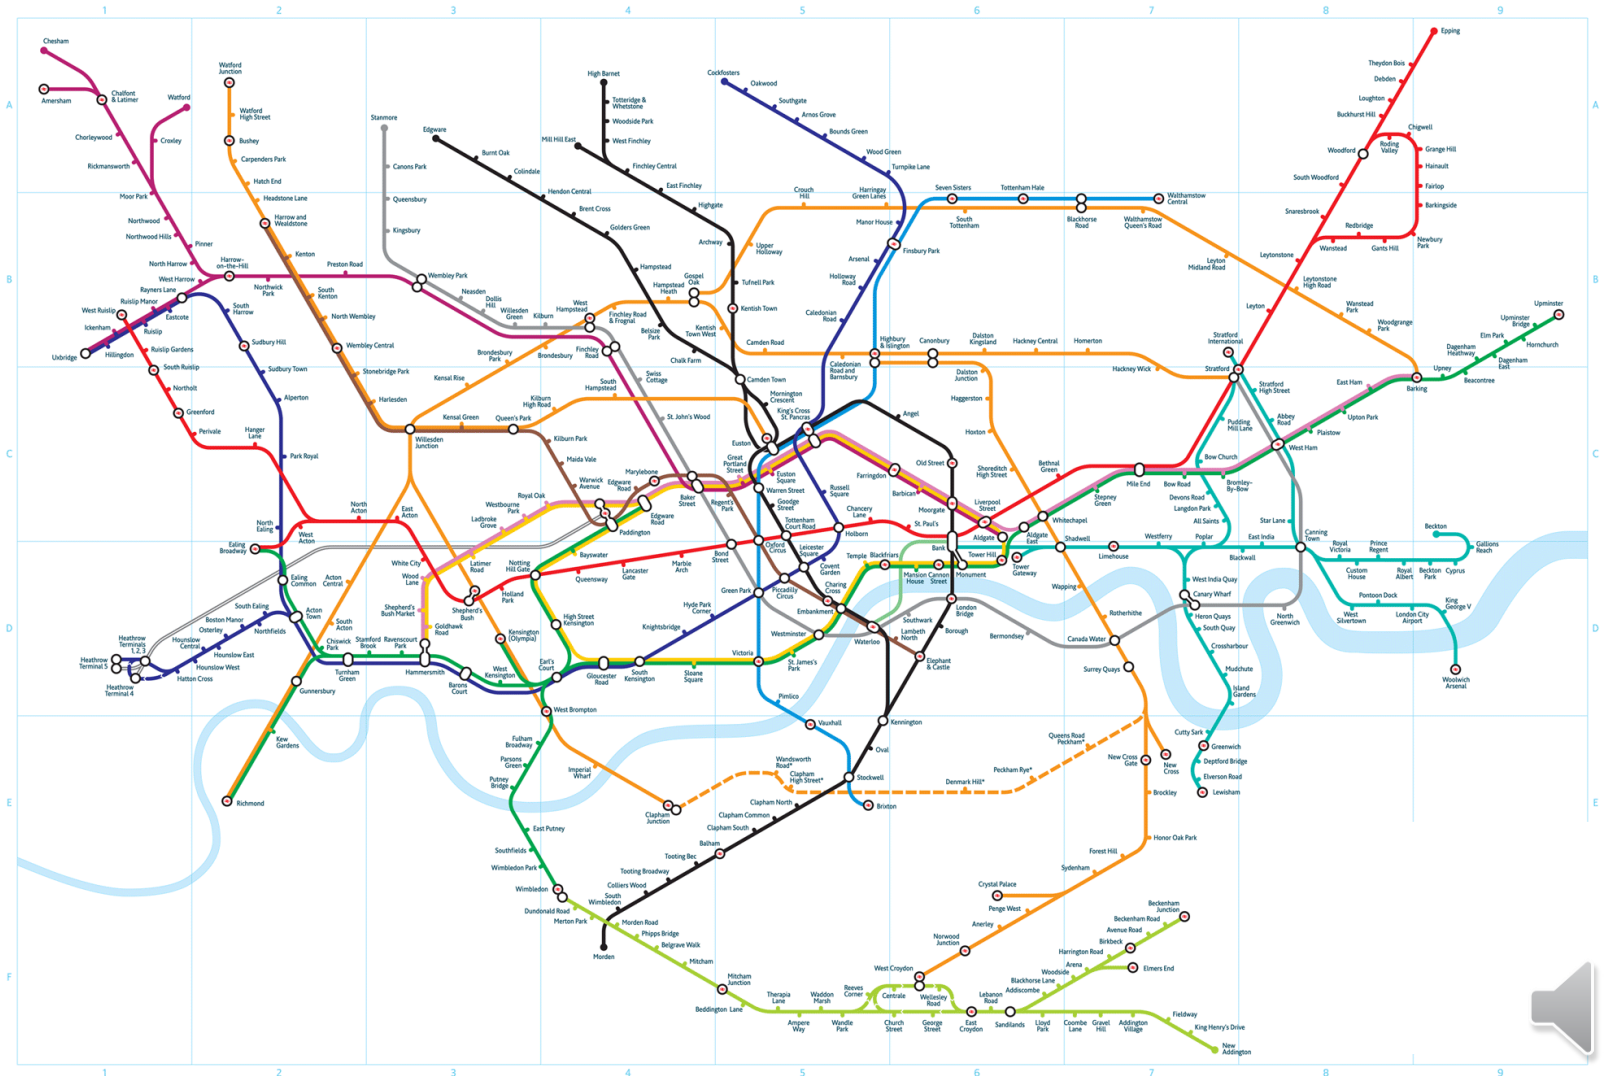 1 2 3 4 5 6 7 8 9
A
Chesham
Amersham
Chalfont
& Latimer
Watford
Croxley
Chorleywood
Rickmansworth
Moor Park
Watford
Junction
Watford
High Street
Bushey
Carpenders Park
Hatch End
Headstone Lane
Stanmore
Canons Park
Edgware
Burnt Oak
Colindale
Hendon Central
High Barnet
Totteridge &
Whetstone
Woodside Park
West Finchley
Mill Hill East
Finchley Central
East Finchley
Cockfosters
Oakwood
Southgate
Arnos Grove
Bounds Green
Wood Green
Turnpike Lane
Epping
Theydon Bois
Debden
Loughton
Buckhurst Hill
Chigwell
Roding
Valley
Woodford
Grange Hill
Hainault
Fairlop
South Woodford
A
B
Northwood
Northwood Hills
Pinner
North Harrow
Harrow-
on-the-Hill
West Harrow
Rayners Lane
Northwick
Park
Preston Road
Harrow and
Wealdstone
Kenton
South
Kenton
North Wembley
Wembley Central
Stonebridge Park
Harlesden
Queensbury
Kingsbury
Wembley Park
Neasden
Dollis
Hill
Willesden
Green
Kilburn
West
Hampstead
Finchley Road
& Frognal
Finchley
Road
Brent Cross
Golders Green
Hampstead
Belsize
Park
Chalk Farm
Highgate
Archway
Tufnell Park
Kentish Town
Hampstead
Heath
Gospel
Oak
Kentish
Town West
Upper
Holloway
Crouch
Hill
Harringay
Green Lanes
Manor House
Seven Sisters
Tottenham Hale
South
Tottenham
Blackhorse
Road
Walthamstow
Central
Walthamstow
Queen's Road
Finsbury Park
Arsenal
Holloway
Road
Caledonian
Road
Camden Road
Caledonian
Road and
Barnsbury
Highbury
& Islington
Canonbury
Dalston
Kingsland
Hackney Central
Homerton
Hackney Wick
Dalston
Junction
Leyton
Midland Road
Leytonstone
High Road
Wanstead
Park
Woodgrange
Park
Snaresbrook
Redbridge
Wanstead
Gants Hill
Newbury
Park
Barkingside
Leytonstone
Leyton
Stratford
International
Stratford
Upminster
Upminster
Bridge
Hornchurch
Elm Park
Dagenham
East
Dagenham
Heathway
Becontree
Upney
Barking
B
West Ruislip
Ruislip Manor
Eastcote
Ruislip
Ickenham
Hillingdon
Uxbridge
Ruislip Gardens
South Ruislip
Northolt
Greenford
Perivale
Hanger
Lane
South
Harrow
Sudbury Hill
Sudbury Town
Alperton
Park Royal
C
North
Ealing
Ealing
Broadway
West
Acton
North
Acton
East
Acton
Willesden
Junction
Kensal Green
Queen's Park
Kensal Rise
Brondesbury
Park
Brondesbury
Kilburn
High Road
South
Hampstead
Kilburn Park
Maida Vale
Warwick
Avenue
Swiss
Cottage
St. John's Wood
Camden Town
Mornington
Crescent
Euston
King's Cross
St. Pancras
Angel
Old Street
Moorgate
Haggerston
Hoxton
Shoreditch
High Street
Bethnal
Green
Mile End
Bow Road
Bow Church
Bromley-
By-Bow
Pudding
Mill Lane
Stratford
High Street
Abbey
Road
West Ham
Plaistow
Upton Park
East Ham
Stepney
Green
Devons Road
Langdon Park
All Saints
Star Lane
Canning
Town
Beckton
Gallions
Reach
C
Royal Oak
Westbourne
Park
Ladbroke
Grove
Latimer
Road
Edgware
Road
Marylebone
Paddington
Edgware
Road
Baker
Street
Regent's
Park
Great
Portland
Street
Euston
Square
Warren Street
Goodge
Street
Russell
Square
Farringdon
Barbican
Liverpool
Street
Chancery
Lane
St. Paul's
Holborn
Tottenham
Court Road
Oxford
Circus
Bond
Street
Marble
Arch
Lancaster
Gate
Queensway
Bayswater
Notting
Hill Gate
Holland
Park
Aldgate
Aldgate
East
Whitechapel
Shadwell
Limehouse
Westferry
Poplar
Blackwall
East India
Royal
Victoria
Custom
House
Prince
Regent
Royal
Albert
Beckton
Park
Cyprus
Bank
Monument
Tower Hill
Tower
Gateway
Cannon
Street
Mansion
House
Blackfriars
Temple
D
Ealing
Common
Acton
Central
South
Acton
Acton
Town
South Ealing
Northfields
Boston Manor
Osterley
Hounslow East
Hounslow
Central
Hounslow West
Hatton Cross
Heathrow
Terminals
1, 2, 3
Heathrow
Terminal 5
Heathrow
Terminal 4
Chiswick
Park
Turnham
Green
Stamford
Brook
Ravenscourt
Park
Hammersmith
White City
Wood
Lane
Shepherd's
Bush Market
Goldhawk
Road
Shepherd's
Bush
Kensington
(Olympia)
Barons
Court
West
Kensington
Earl's
Court
High Street
Kensington
Gloucester
Road
South
Kensington
Sloane
Square
Knightsbridge
Hyde Park
Corner
Green Park
Victoria
St. James's
Park
Westminster
Piccadilly
Circus
Leicester
Square
Covent
Garden
Charing
Cross
Embankment
Waterloo
Lambeth
North
Southwark
London
Bridge
Borough
Elephant
& Castle
Bermondsey
Wapping
Rotherhithe
Canada Water
Surrey Quays
West India Quay
Canary Wharf
Heron Quays
South Quay
Crossharbour
Mudchute
Island
Gardens
North
Greenwich
West
Silvertown
Pontoon Dock
London City
Airport
King
George V
Woolwich
Arsenal
D
Gunnersbury
Kew
Gardens
Richmond
West Brompton
Fulham
Broadway
Parsons
Green
Putney
Bridge
East Putney
Southfields
Wimbledon Park
Wimbledon
Imperial
Wharf
Clapham
Junction
Wandsworth
Road*
Clapham
High Street*
Pimlico
Vauxhall
Kennington
Oval
Stockwell
Brixton
Clapham North
Clapham Common
Clapham South
Balham
Tooting Bec
Tooting Broadway
Colliers Wood
South
Wimbledon
Morden
Denmark Hill*
Peckham Rye*
Queens Road
Peckham*
New Cross
Gate
New
Cross
Brockley
Honor Oak Park
Forest Hill
Sydenham
Crystal Palace
Penge West
Anerley
Norwood
Junction
West Croydon
Cutty Sark
Greenwich
Deptford Bridge
Elverson Road
Lewisham
E
E
Dundonald Road
Merton Park
Morden Road
Phipps Bridge
Belgrave Walk
Mitcham
Mitcham
Junction
Beddington Lane
Therapia
Lane
Ampere
Way
Waddon
Marsh
Wandle
Park
Reeves
Corner
Centrale
Church
Street
Wellesley
Road
George
Street
East
Croydon
Lebanon
Road
Sandilands
Lloyd
Park
Coombe
Lane
Gravel
Hill
Addington
Village
Fieldway
King Henry's Drive
New
Addington
Addiscombe
Blackhorse Lane
Woodside
Arena
Harrington Road
Birkbeck
Avenue Road
Beckenham Road
Beckenham
Junction
Elmers End
F
F
1 2 3 4 5 6 7 8 9